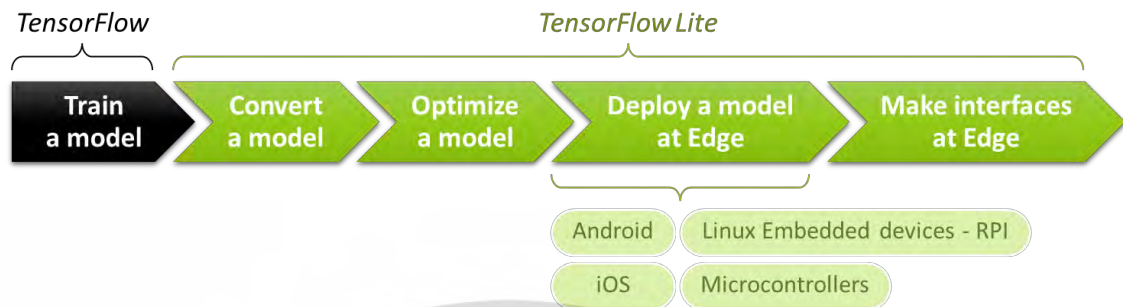 TensorFlow
TensorFlow Lite
Train
a model
Convert
a model
Optimize
a model
Deploy a model
at Edge
Make interfaces
at Edge
Android
Linux Embedded devices - RPI
iOS
Microcontrollers